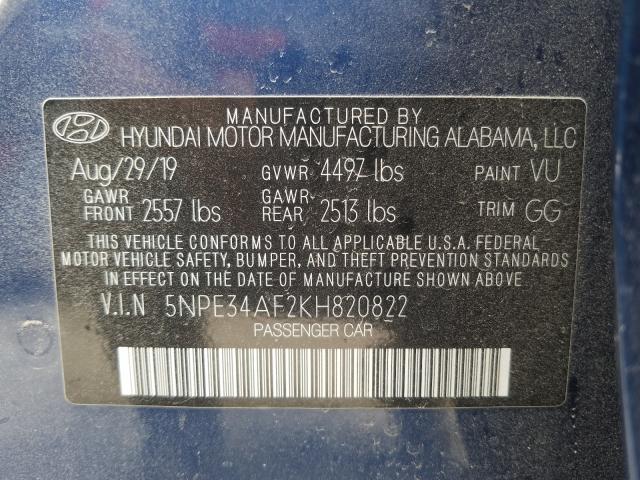 MANUFACTURED BY
HYUNDAI MOTOR MANUFACTURING ALABAMA, LLC
Aug/29/19 GVWR 4497 lbs PAINT VU
GAWR FRONT 2557 lbs GAWR REAR 2513 lbs TRIM GG
THIS VEHICLE CONFORMS TO ALL APPLICABLE U.S.A. FEDERAL
MOTOR VEHICLE SAFETY, BUMPER, AND THEFT PREVENTION STANDARDS
IN EFFECT ON THE DATE OF MANUFACTURE SHOWN ABOVE
V.I.N 5NPE34AF2KH820822
PASSENGER CAR